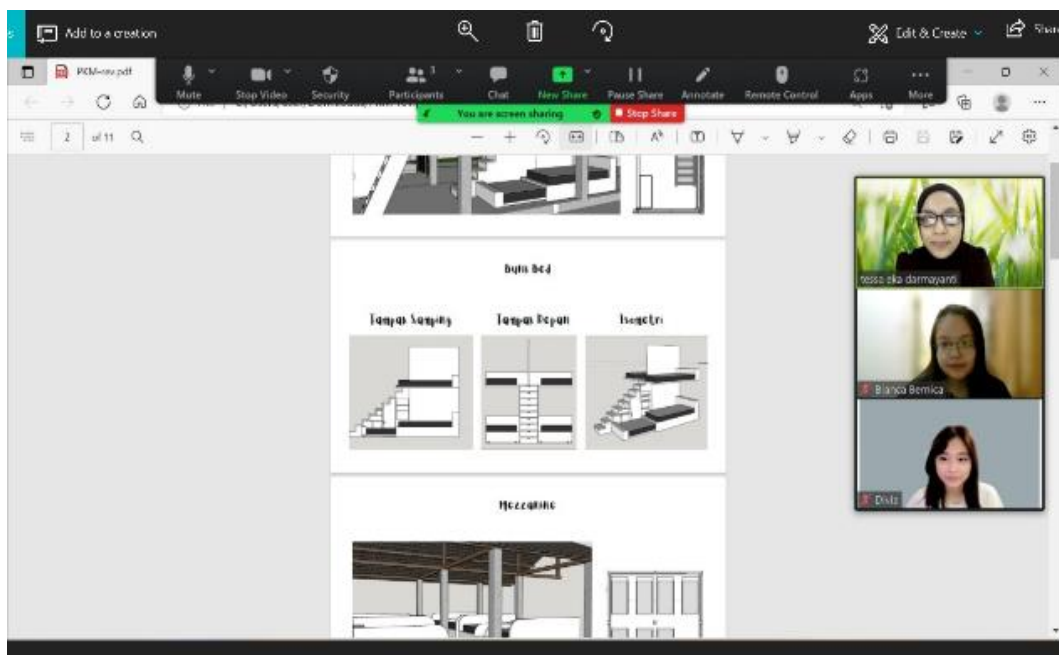 Add to a creation
Edit & Create
Share
PKM-rev.pdf
Mute
Stop Video
Security
Participants
3
Chat
New Share
Pause Share
Annotate
Remote Control
Apps
More
You are screen sharing
Stop Share
2 of 11
Bunk Bed
Tampak Samping
Tampak Depan
Isometri
Mezzanine
tessa eka darmayanti
Bianca Bernica